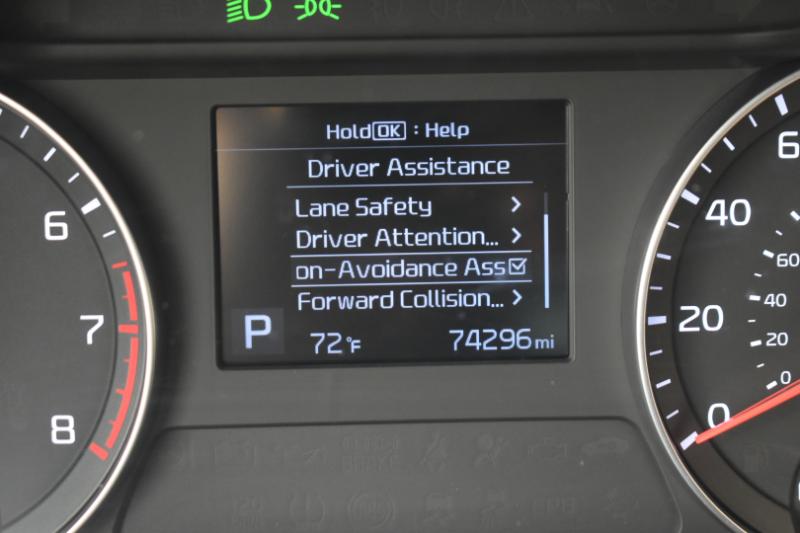 Hold OK : Help
Driver Assistance
Lane Safety >
Driver Attention... >
on-Avoidance Ass
Forward Collision... >
P 72°F 74296 mi
6
7
8
6
40
20
0
60
40
20
0